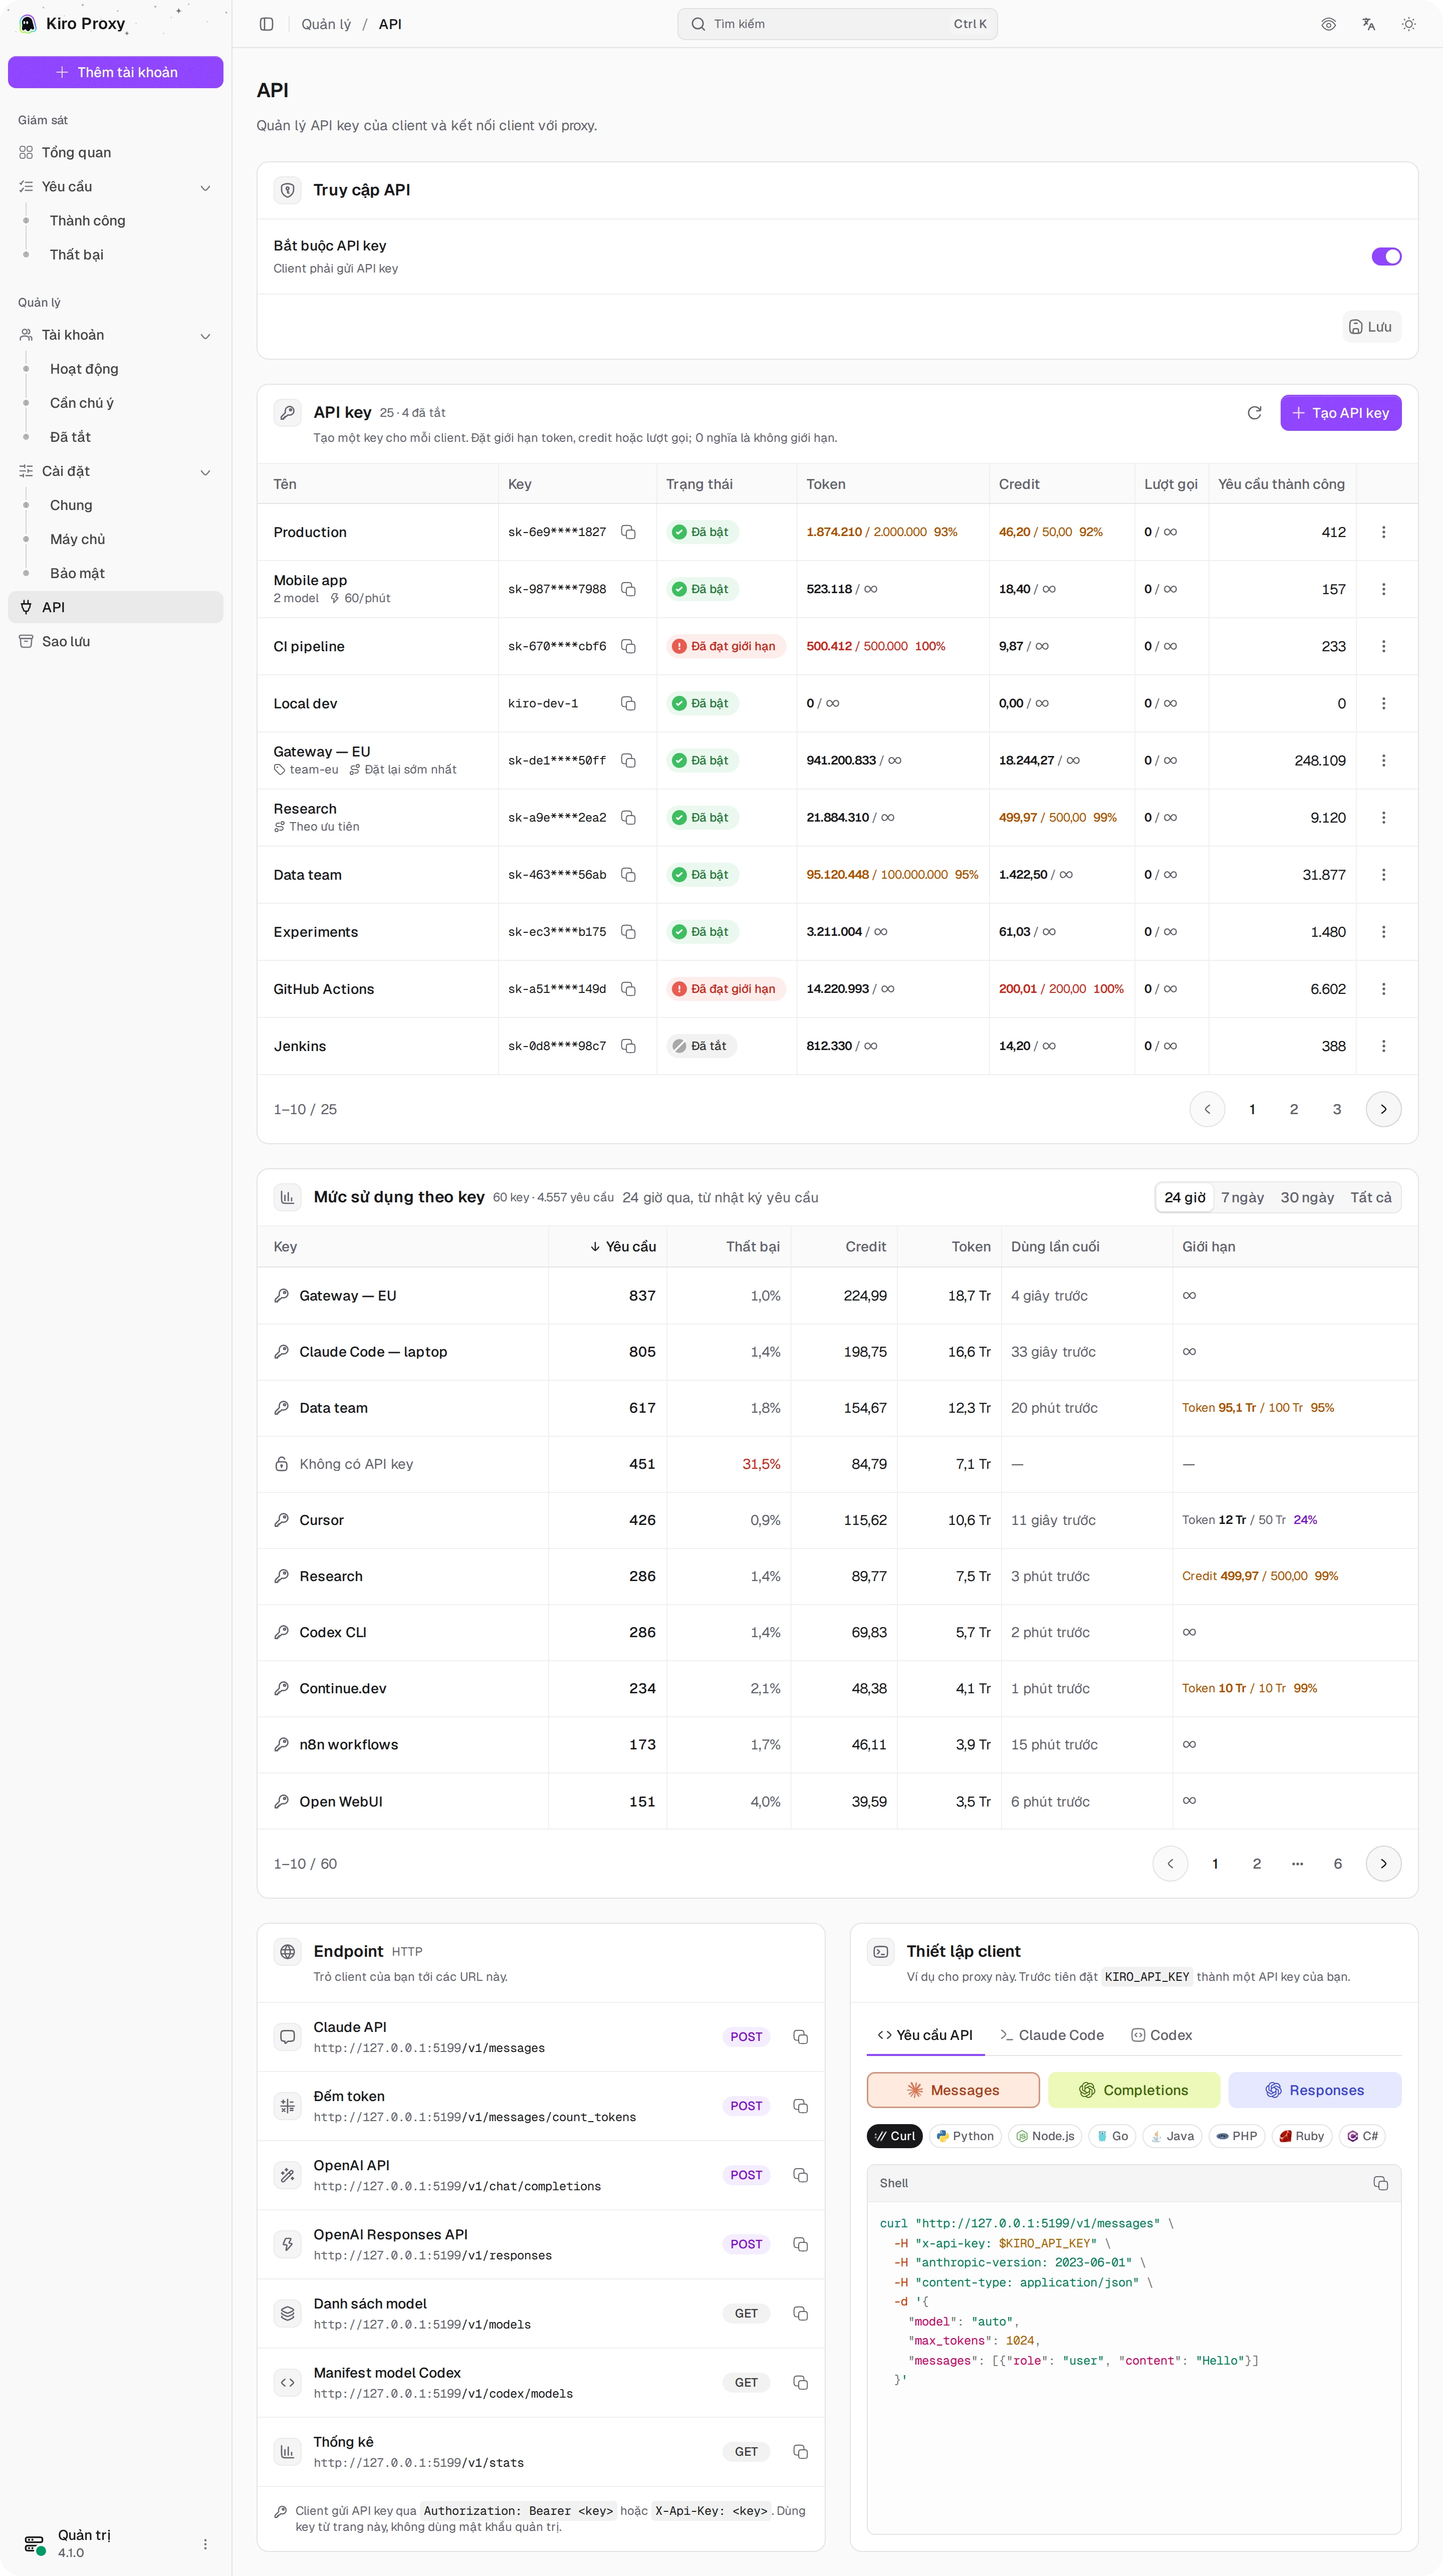 Kiro Proxy
Thêm tài khoản
Giám sát
Tổng quan
Yêu cầu
Thành công
Thất bại
Quản lý
Tài khoản
Hoạt động
Cần chú ý
Đã tắt
Cài đặt
Chung
Máy chủ
Bảo mật
API
Sao lưu
Quản trị
4.1.0
Quản lý / API
Tìm kiếm Ctrl K
API
Quản lý API key của client và kết nối client với proxy.
Truy cập API
Bắt buộc API key
Client phải gửi API key
Lưu
API key 25 · 4 đã tắt
Tạo một key cho mỗi client. Đặt giới hạn token, credit hoặc lượt gọi; 0 nghĩa là không giới hạn.
Tạo API key
Tên Key Trạng thái Token Credit Lượt gọi Yêu cầu thành công
Production sk-6e9****1827 Đã bật 1.874.210 / 2.000.000 93% 46,20 / 50,00 92% 0 / ∞ 412
Mobile app sk-987****7988 Đã bật 523.118 / ∞ 18,40 / ∞ 0 / ∞ 157
2 model 60/phút
CI pipeline sk-670****cbf6 Đã đạt giới hạn 500.412 / 500.000 100% 9,87 / ∞ 0 / ∞ 233
Local dev kiro-dev-1 Đã bật 0 / ∞ 0,00 / ∞ 0 / ∞ 0
Gateway — EU sk-de1****50ff Đã bật 941.200.833 / ∞ 18.244,27 / ∞ 0 / ∞ 248.109
team-eu Đặt lại sớm nhất
Research sk-a9e****2ea2 Đã bật 21.884.310 / ∞ 499,97 / 500,00 99% 0 / ∞ 9.120
Theo ưu tiên
Data team sk-463****56ab Đã bật 95.120.448 / 100.000.000 95% 1.422,50 / ∞ 0 / ∞ 31.877
Experiments sk-ec3****b175 Đã bật 3.211.004 / ∞ 61,03 / ∞ 0 / ∞ 1.480
GitHub Actions sk-a51****149d Đã đạt giới hạn 14.220.993 / ∞ 200,01 / 200,00 100% 0 / ∞ 6.602
Jenkins sk-0d8****98c7 Đã tắt 812.330 / ∞ 14,20 / ∞ 0 / ∞ 388
1–10 / 25 1 2 3
Mức sử dụng theo key 60 key · 4.557 yêu cầu 24 giờ qua, từ nhật ký yêu cầu
24 giờ 7 ngày 30 ngày Tất cả
Key ↓ Yêu cầu Thất bại Credit Token Dùng lần cuối Giới hạn
Gateway — EU 837 1,0% 224,99 18,7 Tr 4 giây trước ∞
Claude Code — laptop 805 1,4% 198,75 16,6 Tr 33 giây trước ∞
Data team 617 1,8% 154,67 12,3 Tr 20 phút trước Token 95,1 Tr / 100 Tr 95%
Không có API key 451 31,5% 84,79 7,1 Tr — —
Cursor 426 0,9% 115,62 10,6 Tr 11 giây trước Token 12 Tr / 50 Tr 24%
Research 286 1,4% 89,77 7,5 Tr 3 phút trước Credit 499,97 / 500,00 99%
Codex CLI 286 1,4% 69,83 5,7 Tr 2 phút trước ∞
Continue.dev 234 2,1% 48,38 4,1 Tr 1 phút trước Token 10 Tr / 10 Tr 99%
n8n workflows 173 1,7% 46,11 3,9 Tr 15 phút trước ∞
Open WebUI 151 4,0% 39,59 3,5 Tr 6 phút trước ∞
1–10 / 60 1 2 ••• 6
Endpoint HTTP
Trỏ client của bạn tới các URL này.
Claude API
http://127.0.0.1:5199/v1/messages POST
Đếm token
http://127.0.0.1:5199/v1/messages/count_tokens POST
OpenAI API
http://127.0.0.1:5199/v1/chat/completions POST
OpenAI Responses API
http://127.0.0.1:5199/v1/responses POST
Danh sách model
http://127.0.0.1:5199/v1/models GET
Manifest model Codex
http://127.0.0.1:5199/v1/codex/models GET
Thống kê
http://127.0.0.1:5199/v1/stats GET
Client gửi API key qua Authorization: Bearer <key> hoặc X-Api-Key: <key>. Dùng
key từ trang này, không dùng mật khẩu quản trị.
Thiết lập client
Ví dụ cho proxy này. Trước tiên đặt KIRO_API_KEY thành một API key của bạn.
Yêu cầu API Claude Code Codex
Messages Completions Responses
Curl Python Node.js Go Java PHP Ruby C#
Shell
curl "http://127.0.0.1:5199/v1/messages" \
-H "x-api-key: $KIRO_API_KEY" \
-H "anthropic-version: 2023-06-01" \
-H "content-type: application/json" \
-d '{
"model": "auto",
"max_tokens": 1024,
"messages": [{"role": "user", "content": "Hello"}]
}'